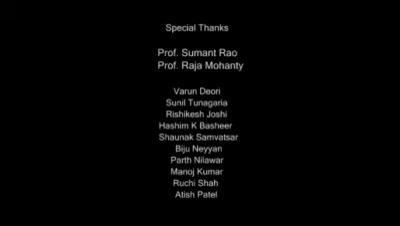 Special Thanks
Prof. Sumant Rao
Prof. Raja Mohanty
Varun Deori
Sunil Tunagaria
Rishikesh Joshi
Hashim K Basheer
Shaunak Samvatsar
Biju Neyyan
Parth Nilawar
Manoj Kumar
Ruchi Shah
Atish Patel